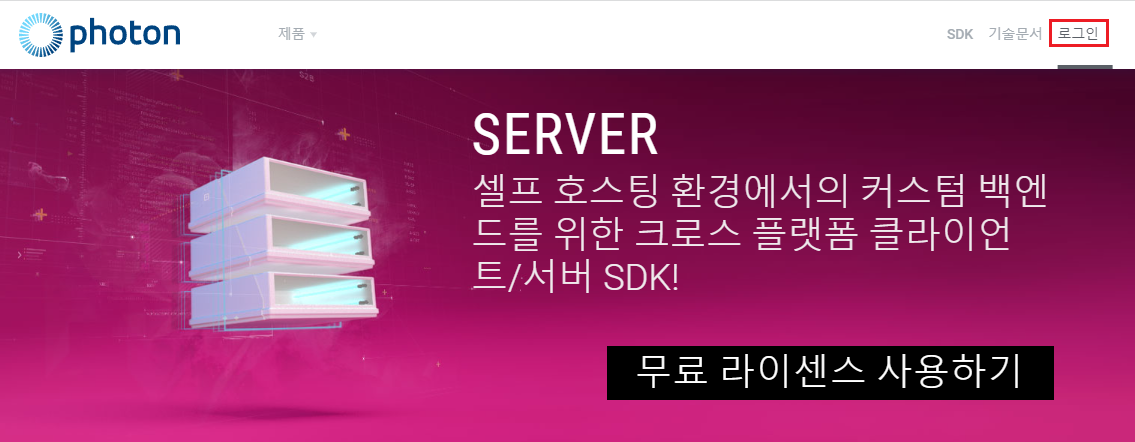 photon
제품
SDK 기술문서 로그인
SERVER
셀프 호스팅 환경에서의 커스텀 백엔
드를 위한 크로스 플랫폼 클라이언
트/서버 SDK!
무료 라이센스 사용하기